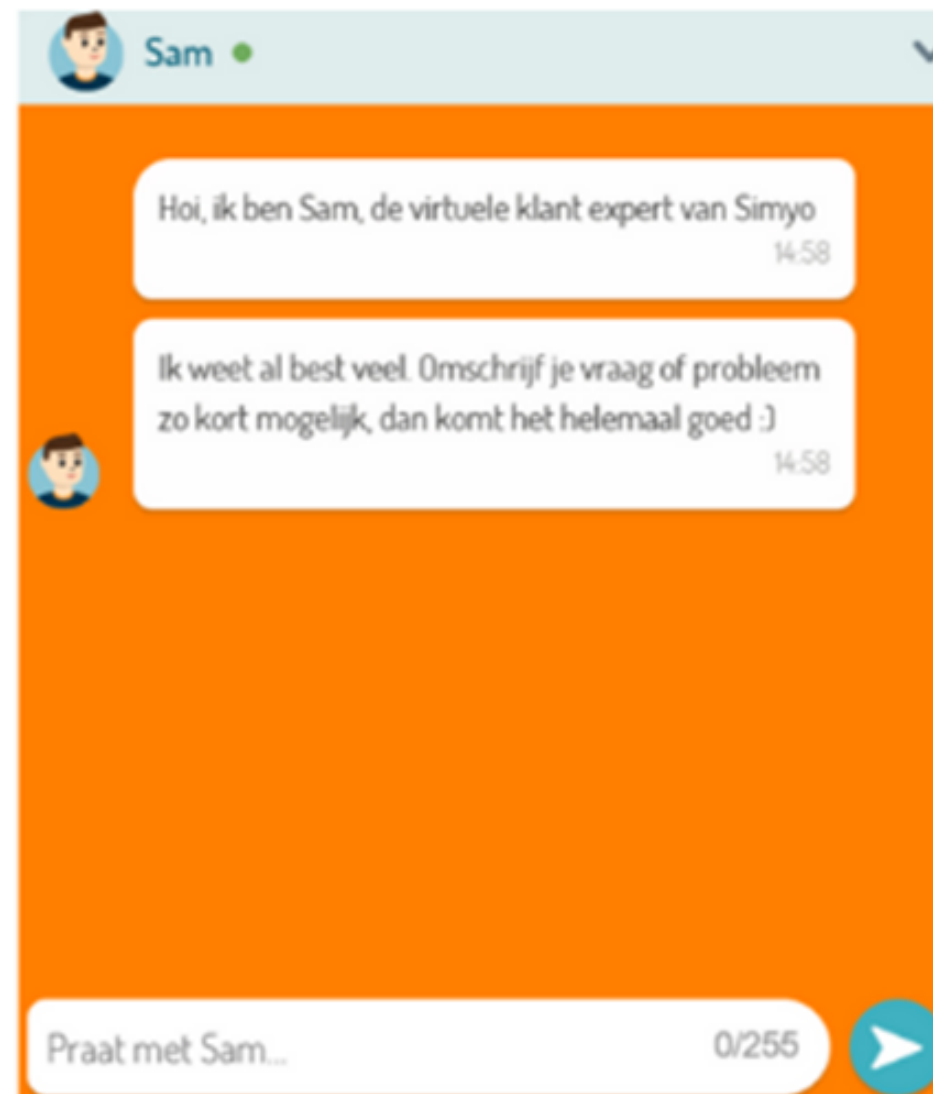 Sam
Hoi, ik ben Sam, de virtuele klant expert van Simyo
14:58
Ik weet al best veel. Omschrijf je vraag of probleem
zo kort mogelijk, dan komt het helemaal goed :)
14:58
Praat met Sam... 0/255